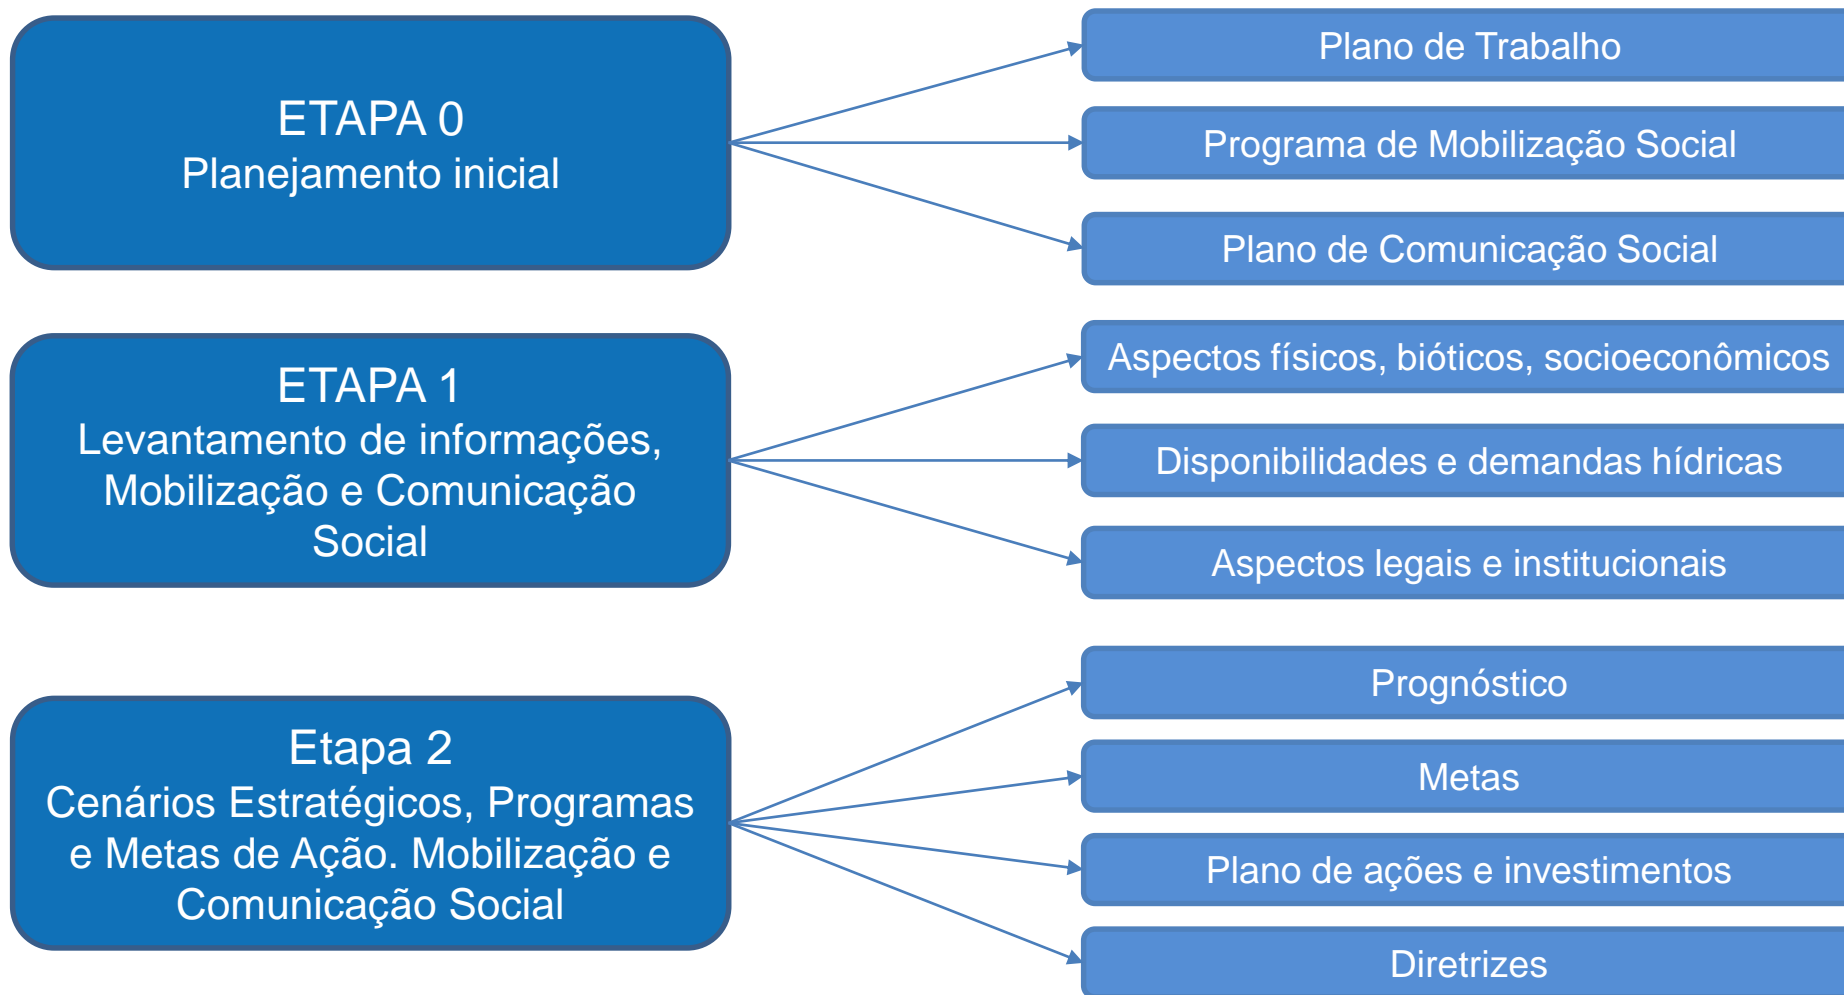 ETAPA 0
Planejamento inicial
Plano de Trabalho
Programa de Mobilização Social
Plano de Comunicação Social
ETAPA 1
Levantamento de informações,
Mobilização e Comunicação
Social
Aspectos físicos, bióticos, socioeconômicos
Disponibilidades e demandas hídricas
Aspectos legais e institucionais
Etapa 2
Cenários Estratégicos, Programas
e Metas de Ação. Mobilização e
Comunicação Social
Prognóstico
Metas
Plano de ações e investimentos
Diretrizes